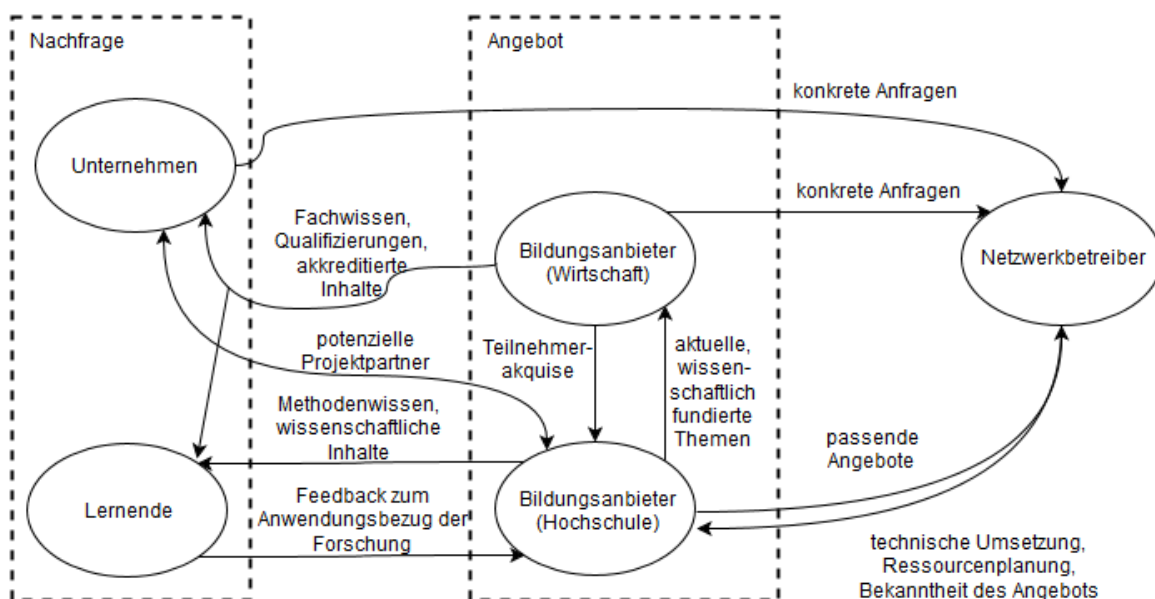 Nachfrage
Angebot
konkrete Anfragen
Unternehmen
konkrete Anfragen
Fachwissen,
Qualifizierungen,
akkreditierte
Inhalte
Bildungsanbieter
(Wirtschaft)
Netzwerkbetreiber
potenzielle
Projektpartner
Teilnehmer-
akquise
aktuelle,
wissen-
schaftlich
fundierte
Themen
Methodenwissen,
wissenschaftliche
Inhalte
passende
Angebote
Lernende
Feedback zum
Anwendungsbezug der
Forschung
Bildungsanbieter
(Hochschule)
technische Umsetzung,
Ressourcenplanung,
Bekanntheit des Angebots